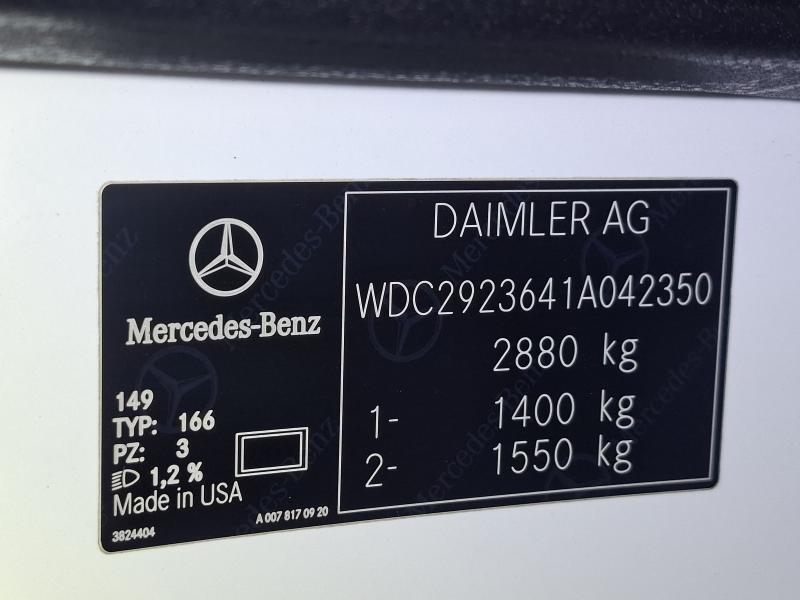 Mercedes-Benz
149
TYP: 166
PZ: 3
1,2 %
Made in USA
3824404
A 007 817 09 20
DAIMLER AG
WDC2923641A042350
2880 kg
1- 1400 kg
2- 1550 kg